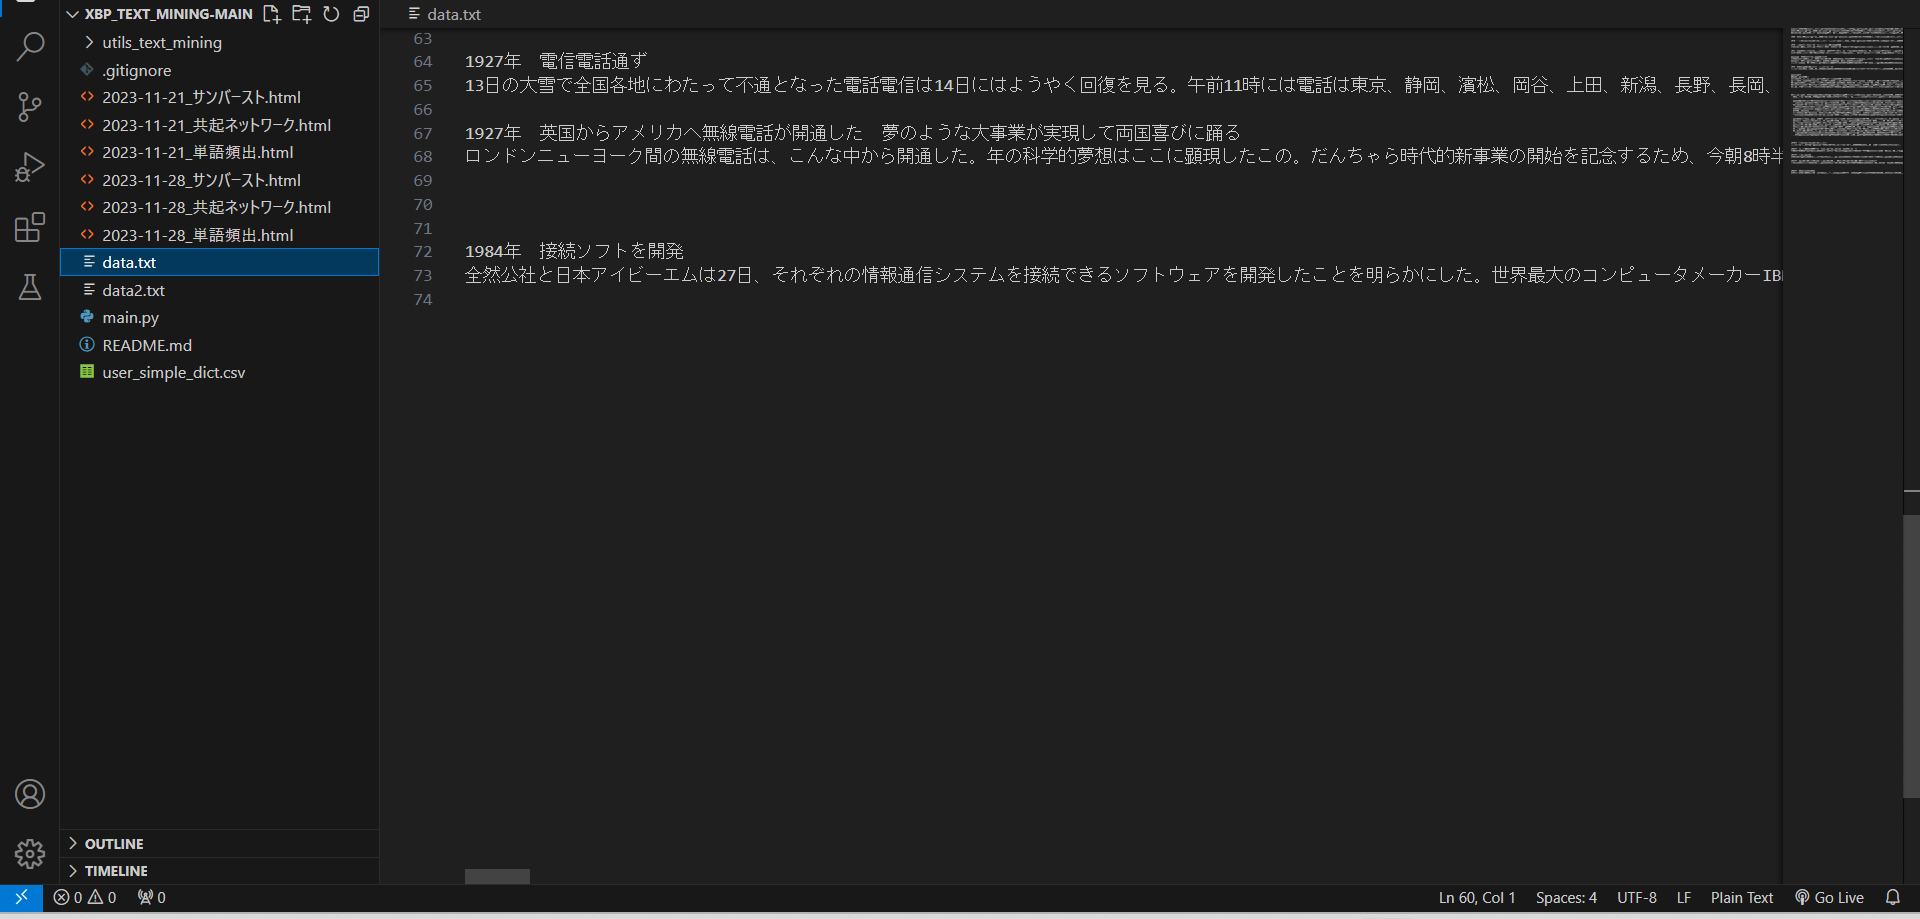 XBP_TEXT_MINING-MAIN
utils_text_mining
.gitignore
2023-11-21_サンバースト.html
2023-11-21_共起ネットワーク.html
2023-11-21_単語頻出.html
2023-11-28_サンバースト.html
2023-11-28_共起ネットワーク.html
2023-11-28_単語頻出.html
data.txt
data2.txt
main.py
README.md
user_simple_dict.csv
OUTLINE
TIMELINE
data.txt
63
64 1927年　電信電話通ず
65 13日の大雪で全国各地にわたって不通となった電話電信は14日にはようやく回復を見る。午前11時には電話は東京、静岡、濱松、岡谷、上田、新潟、長野、長岡、
66
67 1927年　英国からアメリカへ無線電話が開通した　夢のような大事業が実現して両国喜びに踊る
68 ロンドンニューヨーク間の無線電話は、こんな中から開通した。年の科学的夢想はここに顕現したこの。だんちゃら時代的新事業の開始を記念するため、今朝8時半
69
70
71
72 1984年　接続ソフトを開発
73 全然公社と日本アイビーエムは27日、それぞれの情報通信システムを接続できるソフトウェアを開発したことを明らかにした。世界最大のコンピュータメーカーIB
74
0 0 0
Ln 60, Col 1 Spaces: 4 UTF-8 LF Plain Text Go Live